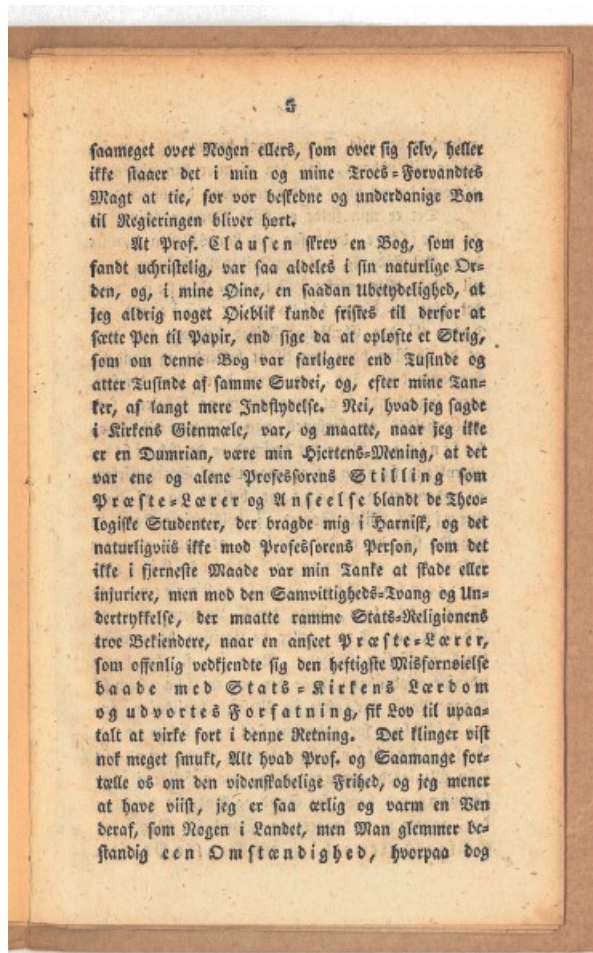 5
saameget over Nogen ellers, som over sig selv, heller
ikke staaer det i min og mine Troes-Forvandtes
Magt at tie, før vor beskedne og underdanige Bøn
til Regieringen bliver hørt.
At Prof. Clausen skrev en Bog, som jeg
fandt uchristelig, var saa aldeles i sin naturlige Or-
den, og, i mine Øine, en saadan Ubetydelighed, at
jeg aldrig noget Øieblik kunde fristes til derfor at
sætte Pen til Papir, end sige da at opløfte et Skrig,
som om denne Bog var farligere end Tusinde og
atter Tusinde af samme Surdei, og, efter mine Tan-
ker, af langt mere Indflydelse. Nei, hvad jeg sagde
i Kirkens Gienmæle, var, og maatte, naar jeg ikke
er en Dumrian, være min Hjertens-Mening, at det
var ene og alene Professorens Stilling som
Præste-Lærer og Anseelse blandt de Theo-
logiske Studenter, der bragde mig i Harnisk, og det
naturligviis ikke mod Professorens Person, som det
ikke i fjerneste Maade var min Tanke at skade eller
injuriere, men mod den Samvittigheds-Tvang og Un-
dertrykkelse, der maatte ramme Stats-Religionens
troe Bekiendere, naar en anseet Præste-Lærer,
som offenlig vedkjendte sig den heftigste Misfornøielse
baade med Stats-Kirkens Lærdom
og udvortes Forfatning, fik Lov til upaa-
talt at virke fort i denne Retning. Det klinger vist
nok meget smukt, Alt hvad Prof. og Saamange for-
tælle os om den videnskabelige Frihed, og jeg mener
at have viist, jeg er saa ærlig og varm en Ven
deraf, som Nogen i Landet, men Man glemmer be-
standig een Omstændighed, hvorpaa dog